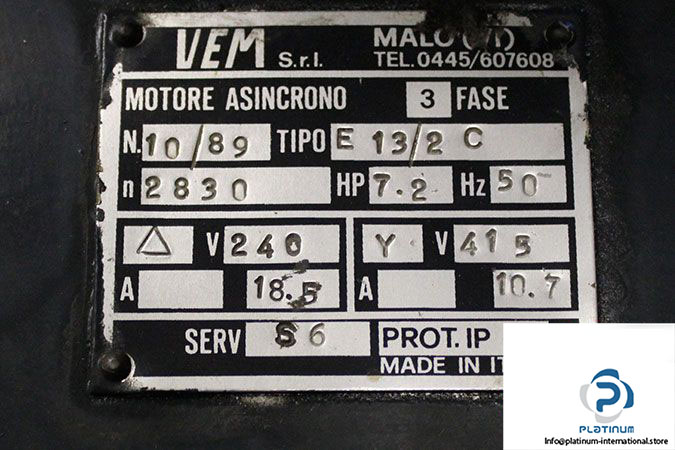 VEM S.r.l.
MALO (VI)
TEL. 0445/607608
MOTORE ASINCRONO 3 FASE
N. 10/89 TIPO E 13/2 C
n 2830 HP 7.2 Hz 50
△ V 240 Y V 415
A 18.5 A 10.7
SERV S6 PROT. IP
MADE IN IT
PLATINUM
Info@platinum-international.store